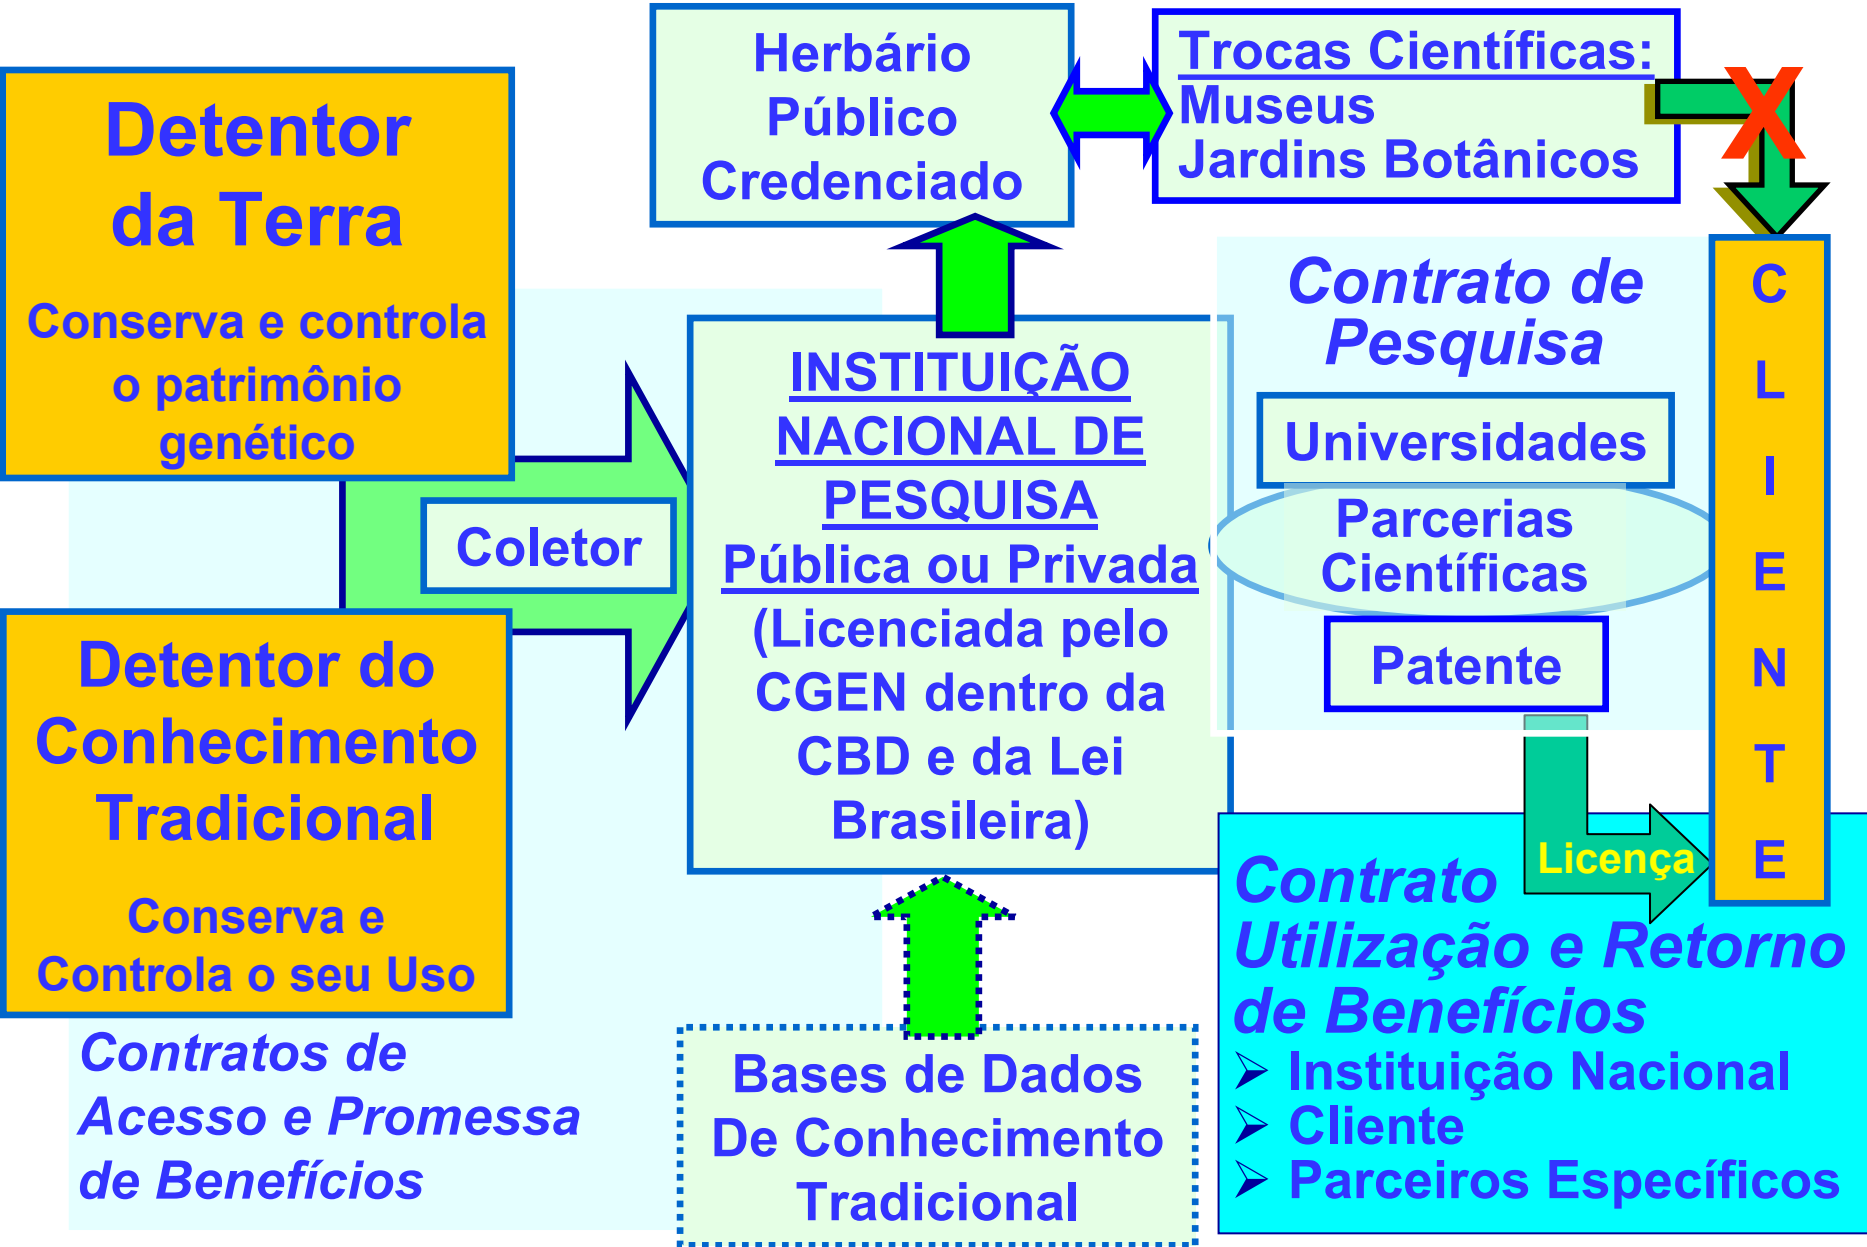 Detentor
da Terra
Conserva e controla
o patrimônio
genético
Coletor
Detentor do
Conhecimento
Tradicional
Conserva e
Controla o seu Uso
Contratos de
Acesso e Promessa
de Benefícios
Herbário
Público
Credenciado
Trocas Científicas:
Museus
Jardins Botânicos
X
INSTITUIÇÃO
NACIONAL DE
PESQUISA
Pública ou Privada
(Licenciada pelo
CGEN dentro da
CBD e da Lei
Brasileira)
Bases de Dados
De Conhecimento
Tradicional
Contrato de
Pesquisa
Universidades
Parcerias
Científicas
Patente
Licença
C
L
I
E
N
T
E
Contrato
Utilização e Retorno
de Benefícios
➢ Instituição Nacional
➢ Cliente
➢ Parceiros Específicos